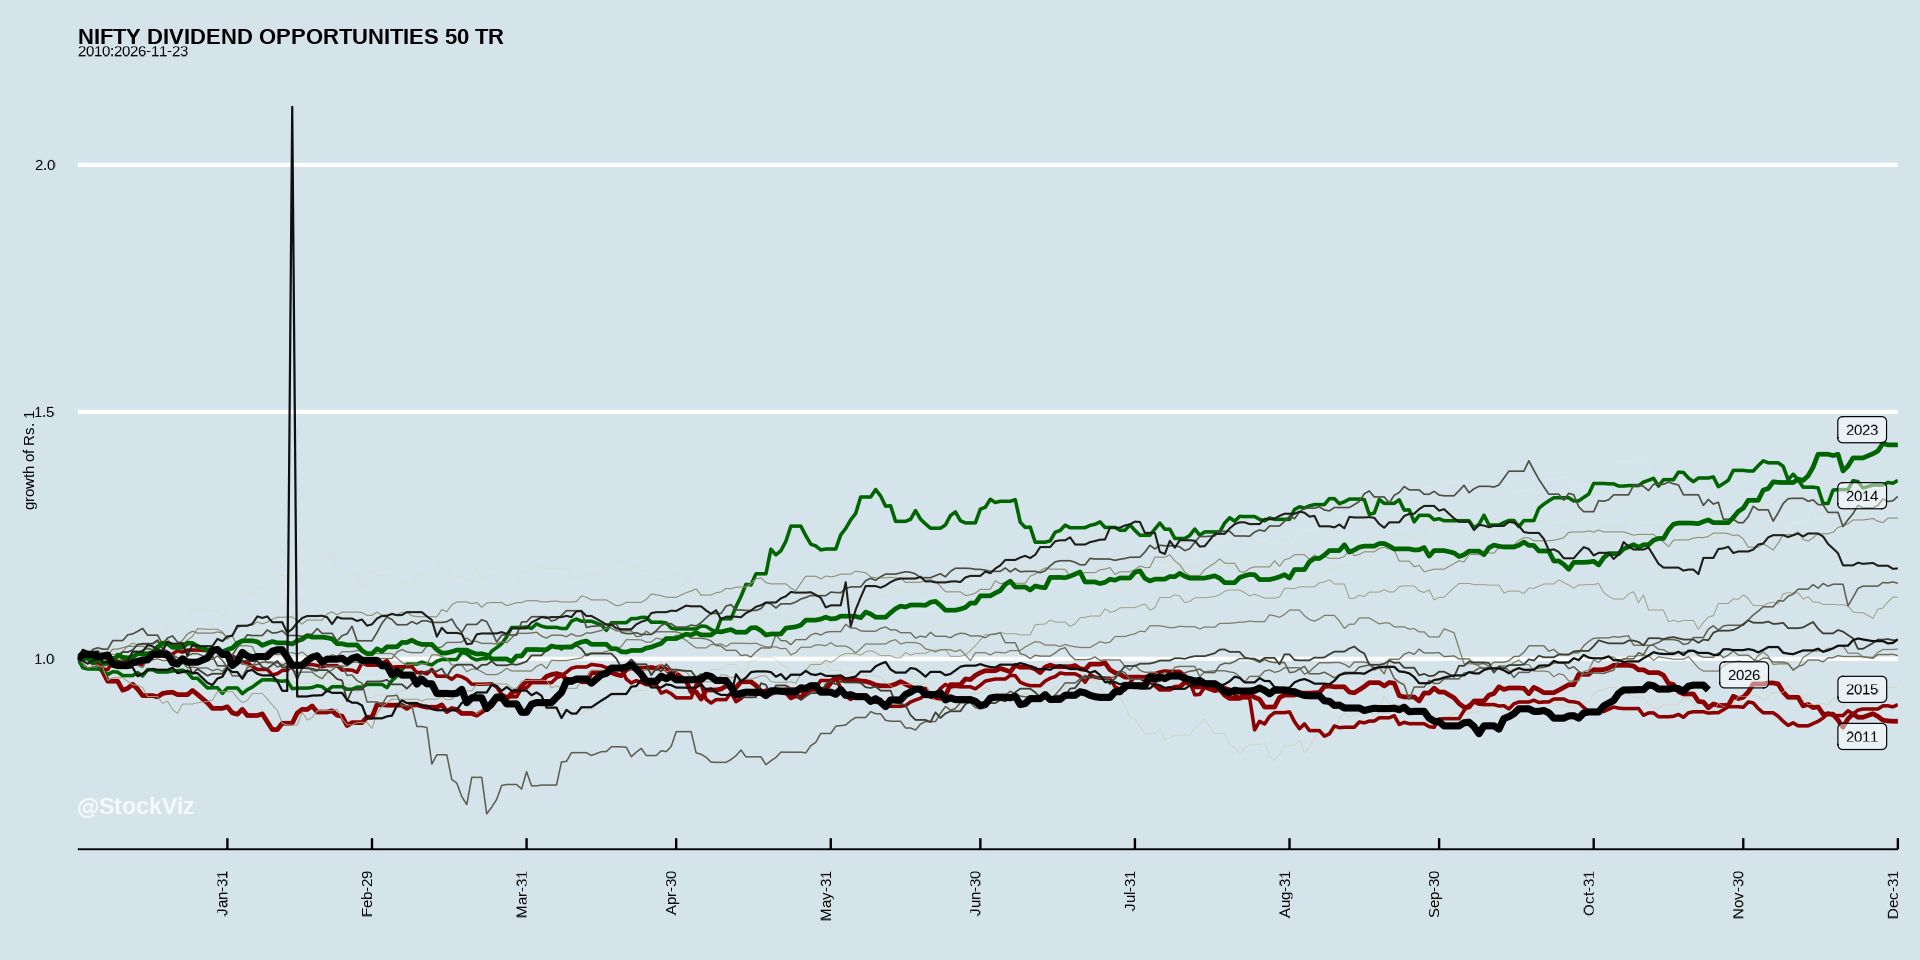 NIFTY DIVIDEND OPPORTUNITIES 50 TR
2010:2026-11-23
2.0
growth of Rs. 1
1.5
2023
2014
1.0
2026
2015
2011
@StockViz
Jan-31
Feb-29
Mar-31
Apr-30
May-31
Jun-30
Jul-31
Aug-31
Sep-30
Oct-31
Nov-30
Dec-31